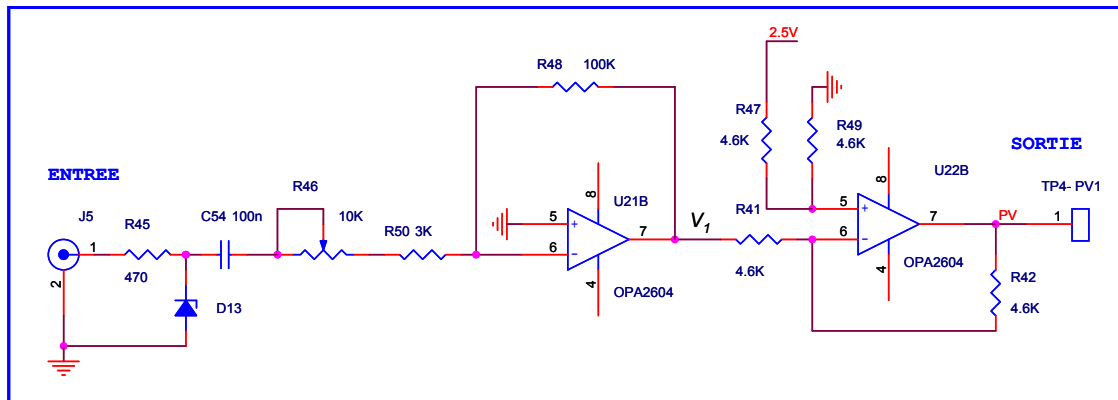 2.5V
R48 100K
R47
4.6K
R49
4.6K
SORTIE
ENTREE
R46
8
U21B
8
U22B
TP4- PV1
J5
R45
C54 100n
10K
R50 3K
5
+
6
−
7
V1
R41
5
+
6
−
7
PV
1
1
470
2
D13
4
OPA2604
4.6K
4
OPA2604
R42
4.6K